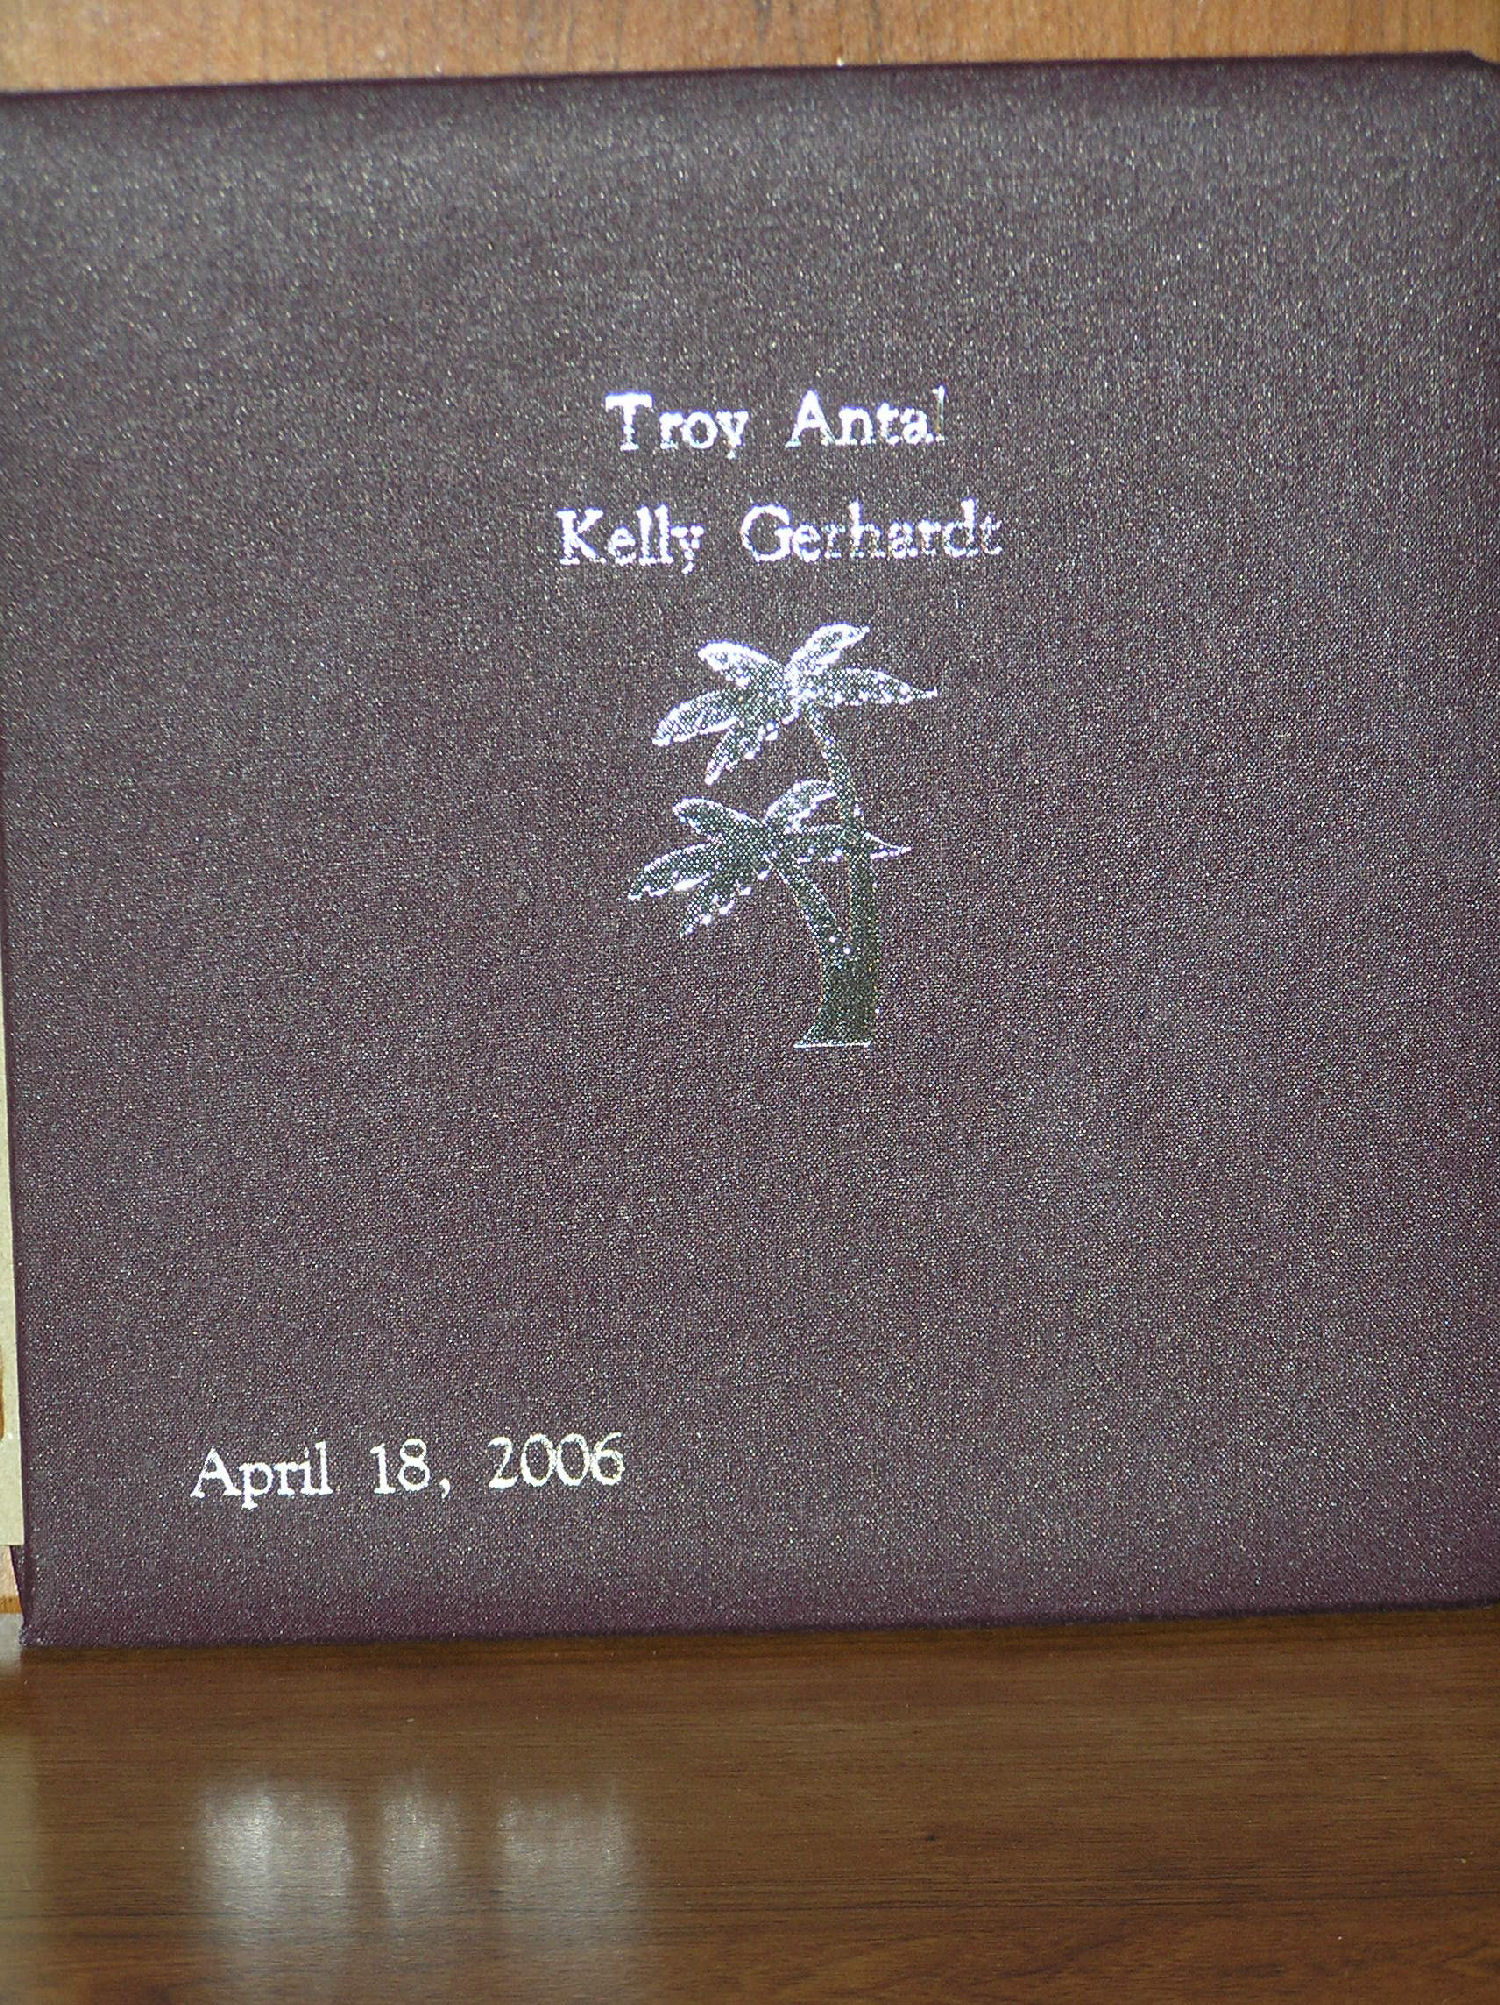 Troy Antal
Kelly Gerhardt
April 18, 2006